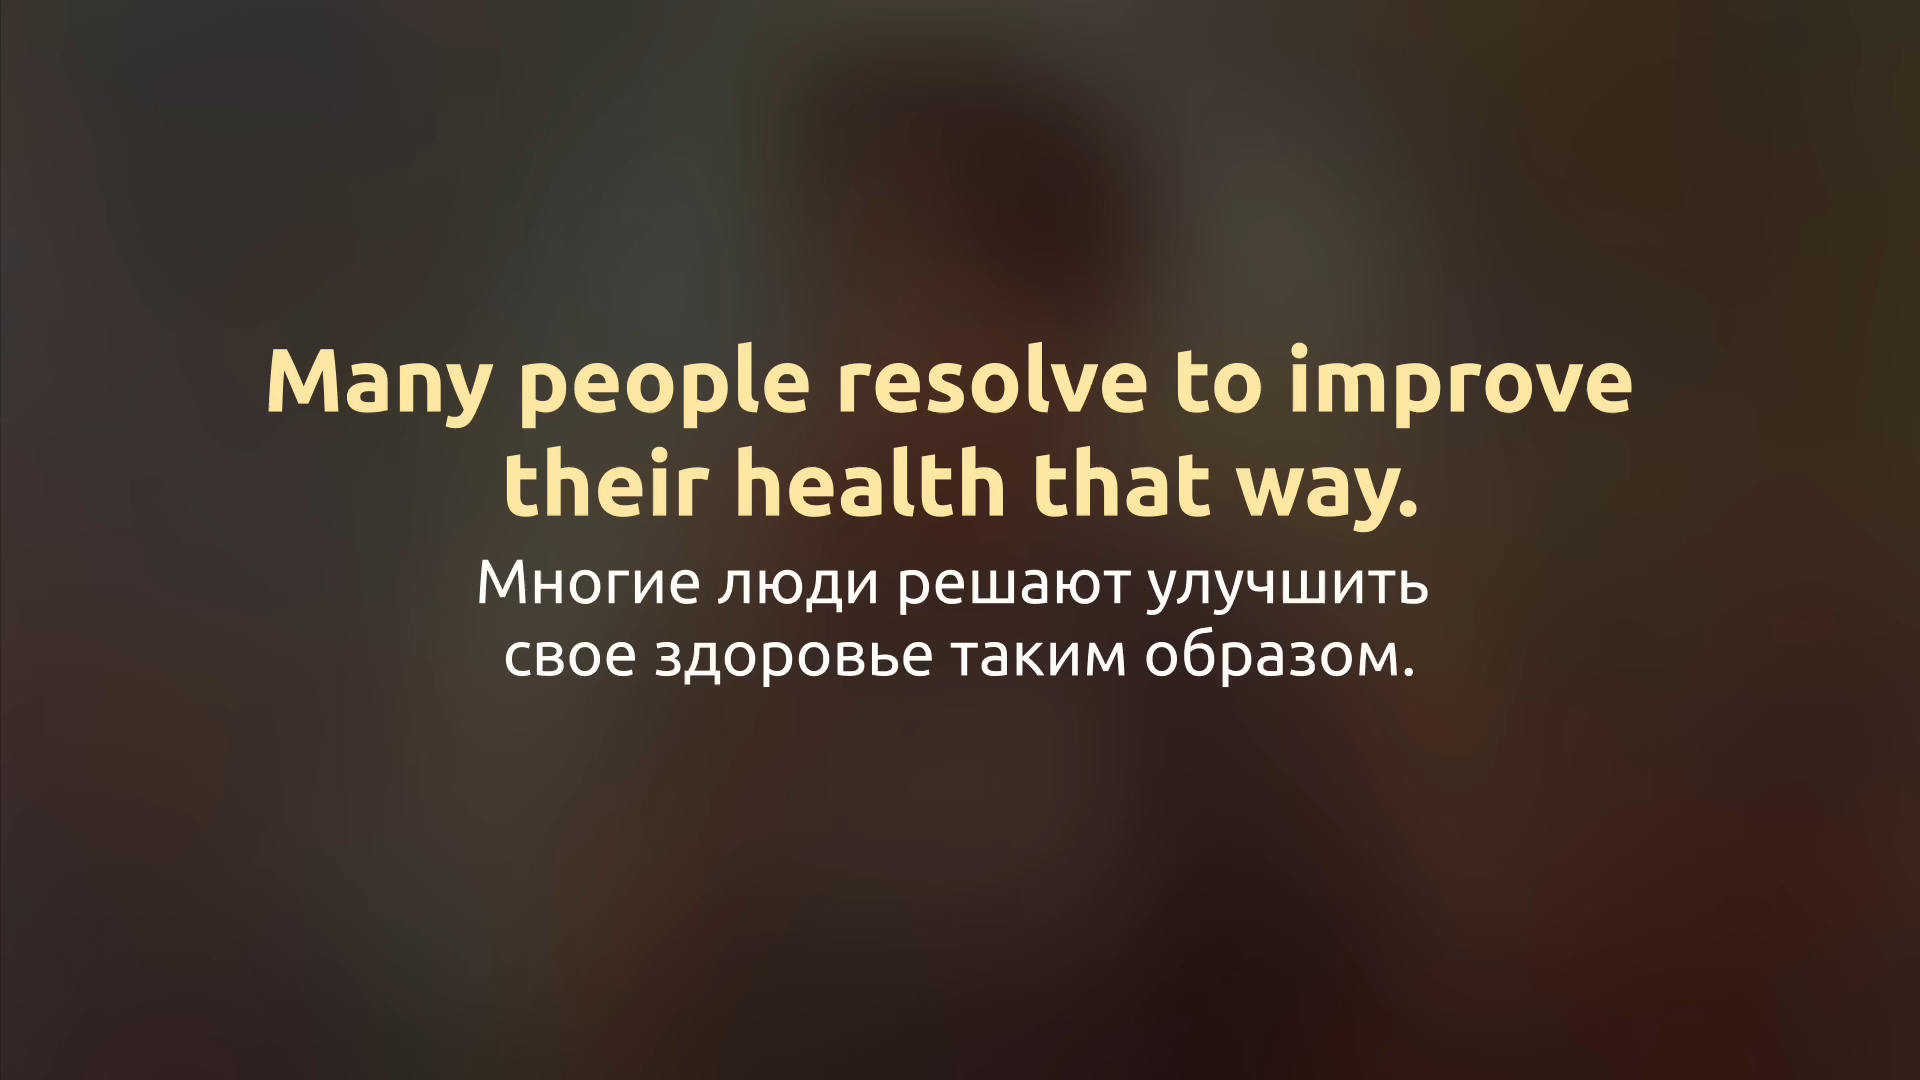 Many people resolve to improve
their health that way.
Многие люди решают улучшить
свое здоровье таким образом.